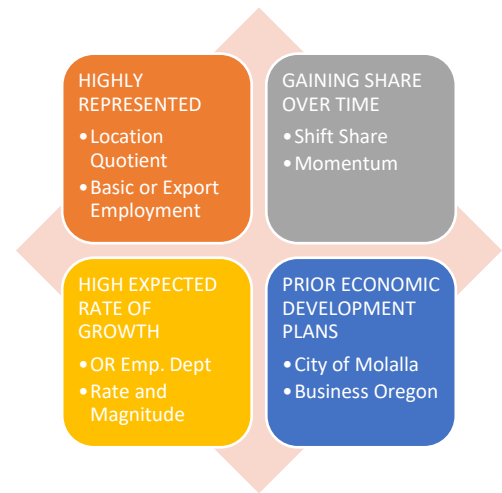 HIGHLY
REPRESENTED
•Location
Quotient
•Basic or Export
Employment
GAINING SHARE
OVER TIME
•Shift Share
•Momentum
HIGH EXPECTED
RATE OF
GROWTH
•OR Emp. Dept
•Rate and
Magnitude
PRIOR ECONOMIC
DEVELOPMENT
PLANS
•City of Molalla
•Business Oregon